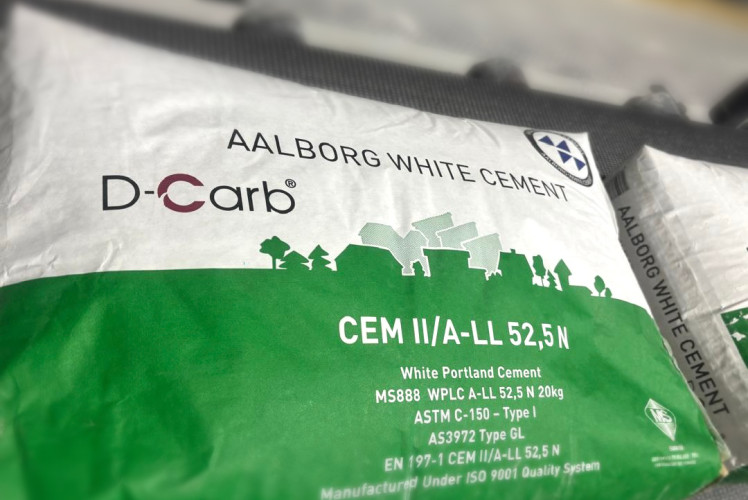 AALBORG WHITE CEMENT
D-Carb®
CEM II/A-LL 52,5 N
White Portland Cement
MS888 WPLC A-LL 52,5 N 20kg
ASTM C-150 – Type I
AS3972 Type GL
EN 197-1 CEM II/A-LL 52,5 N
Manufactured Under ISO 9001 Quality System
MS
AALBORG WHITE CEMENT